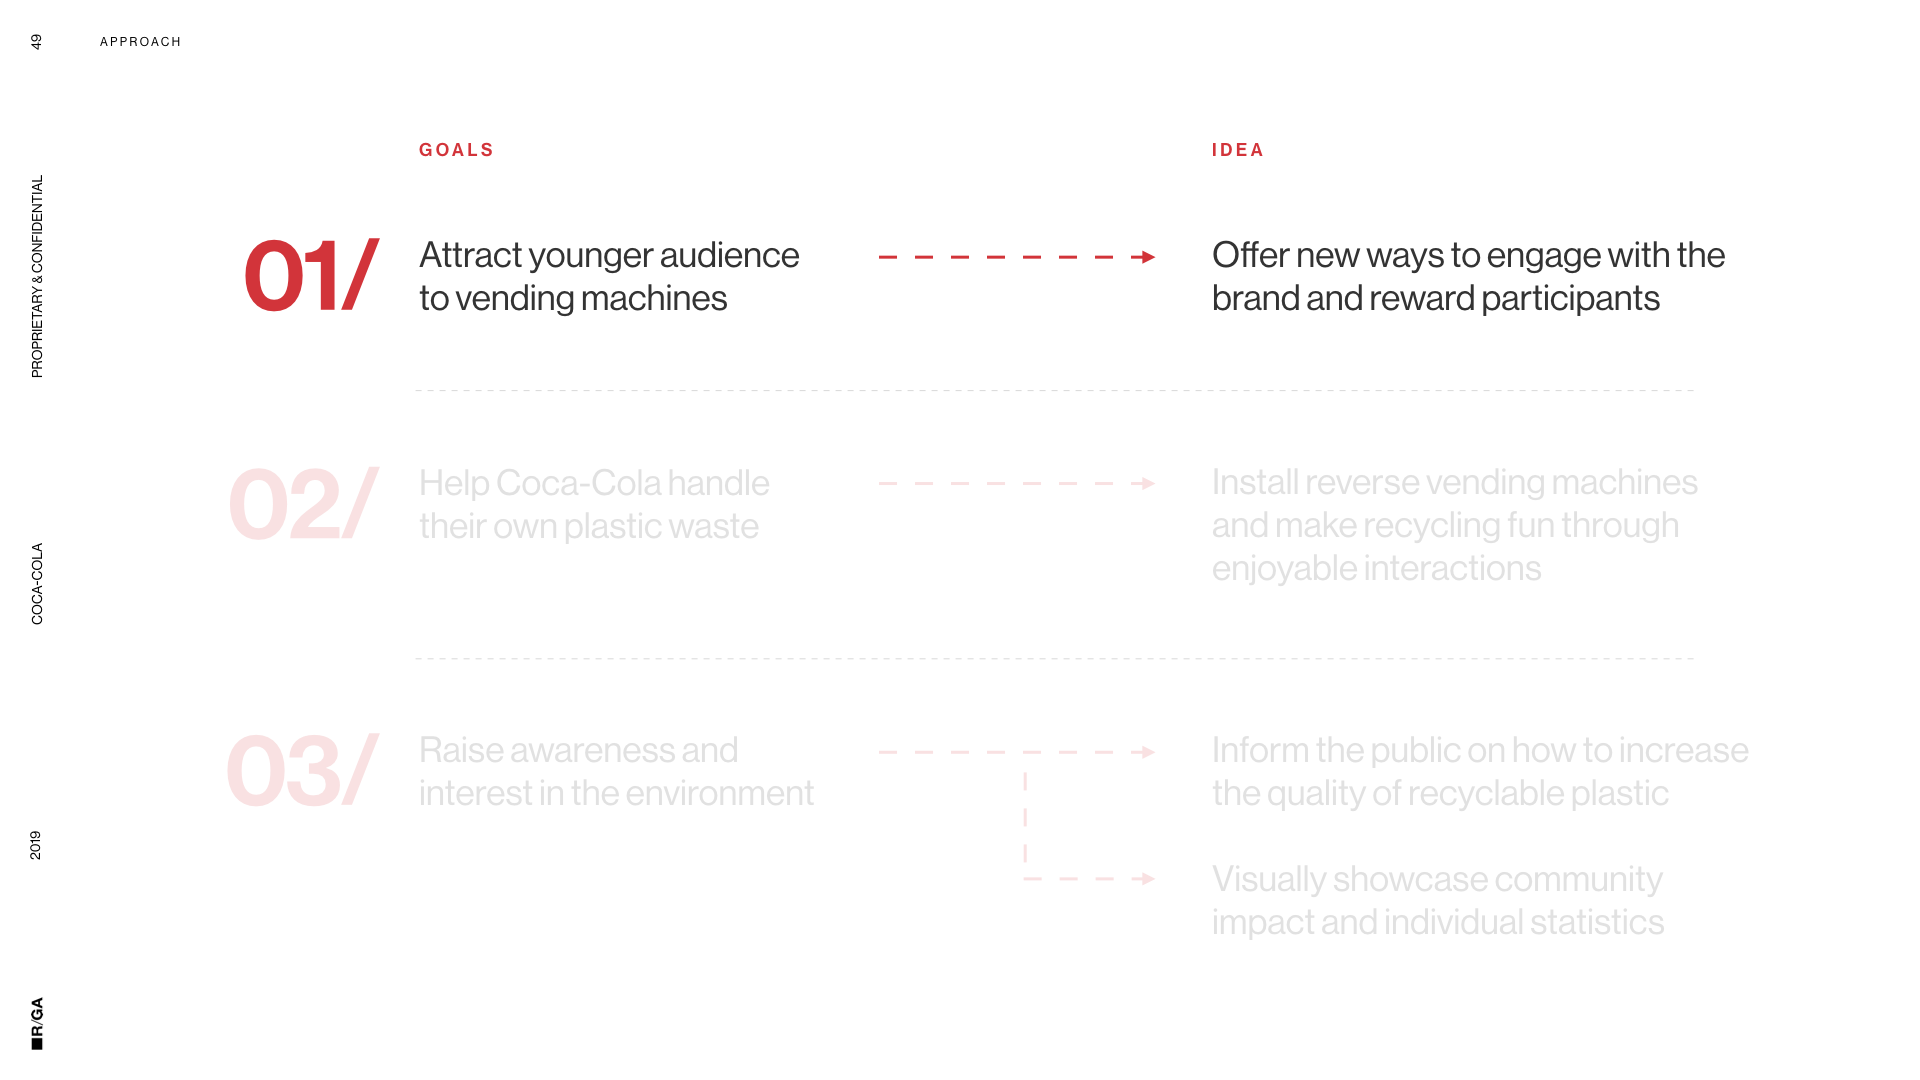 49
APPROACH
PROPRIETARY & CONFIDENTIAL
COCA-COLA
2019
R/GA
GOALS
IDEA
01/
Attract younger audience
to vending machines
Offer new ways to engage with the
brand and reward participants
02/
Help Coca-Cola handle
their own plastic waste
Install reverse vending machines
and make recycling fun through
enjoyable interactions
03/
Raise awareness and
interest in the environment
Inform the public on how to increase
the quality of recyclable plastic
Visually showcase community
impact and individual statistics